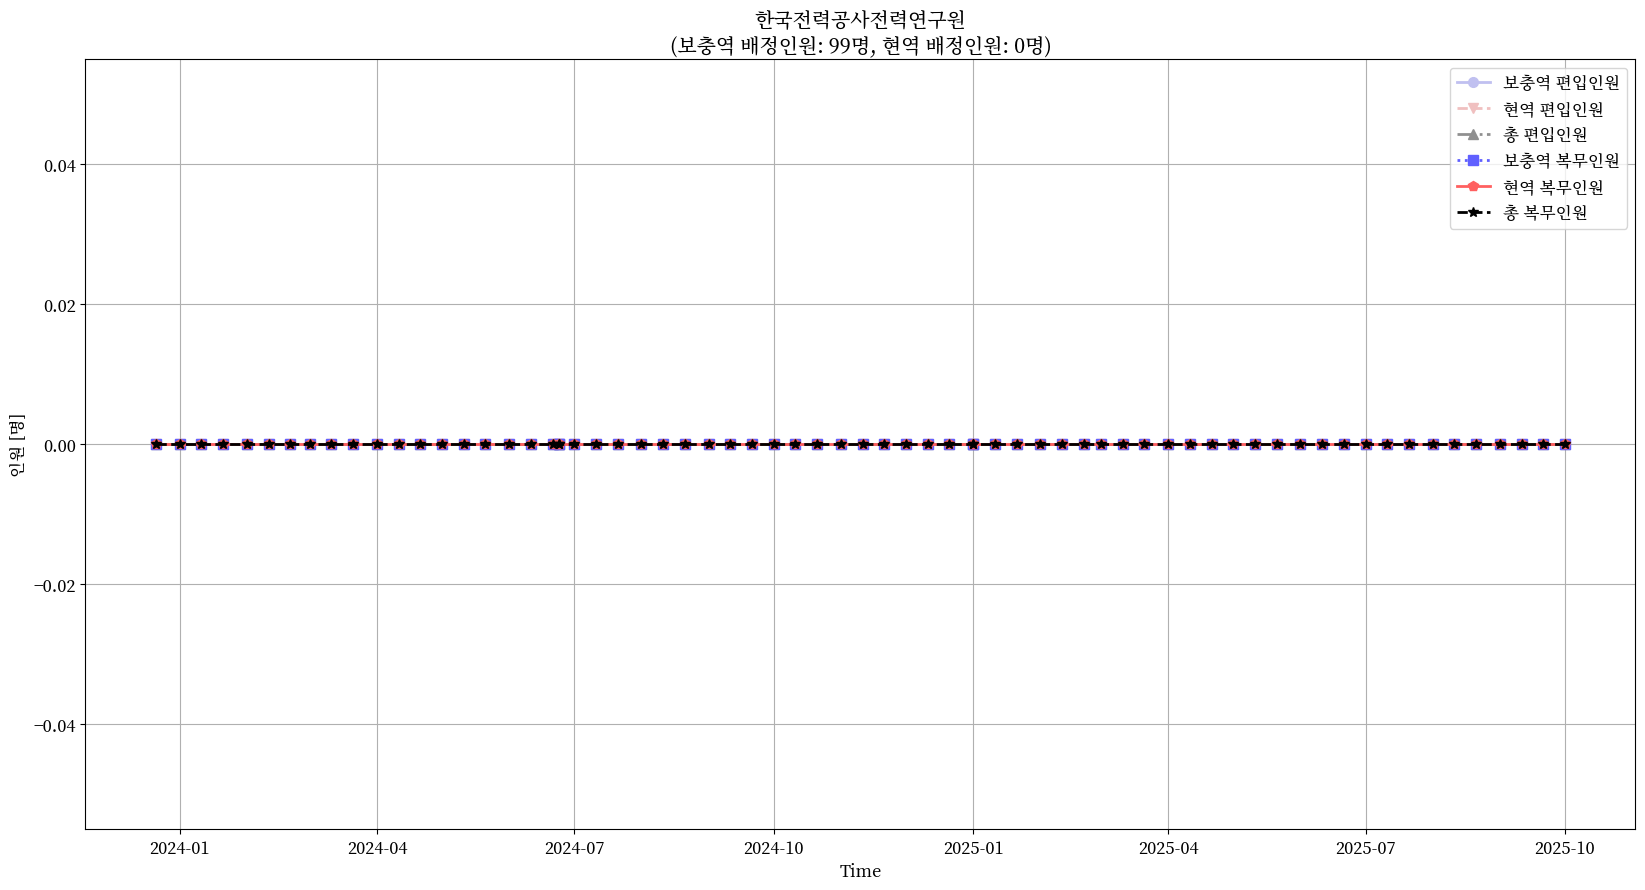 한국전력공사전력연구원
(보충역 배정인원: 99명, 현역 배정인원: 0명)
보충역 편입인원
현역 편입인원
총 편입인원
보충역 복무인원
현역 복무인원
총 복무인원
인원 [명]
0.04
0.02
0.00
−0.02
−0.04
2024-01
2024-04
2024-07
2024-10
2025-01
2025-04
2025-07
2025-10
Time